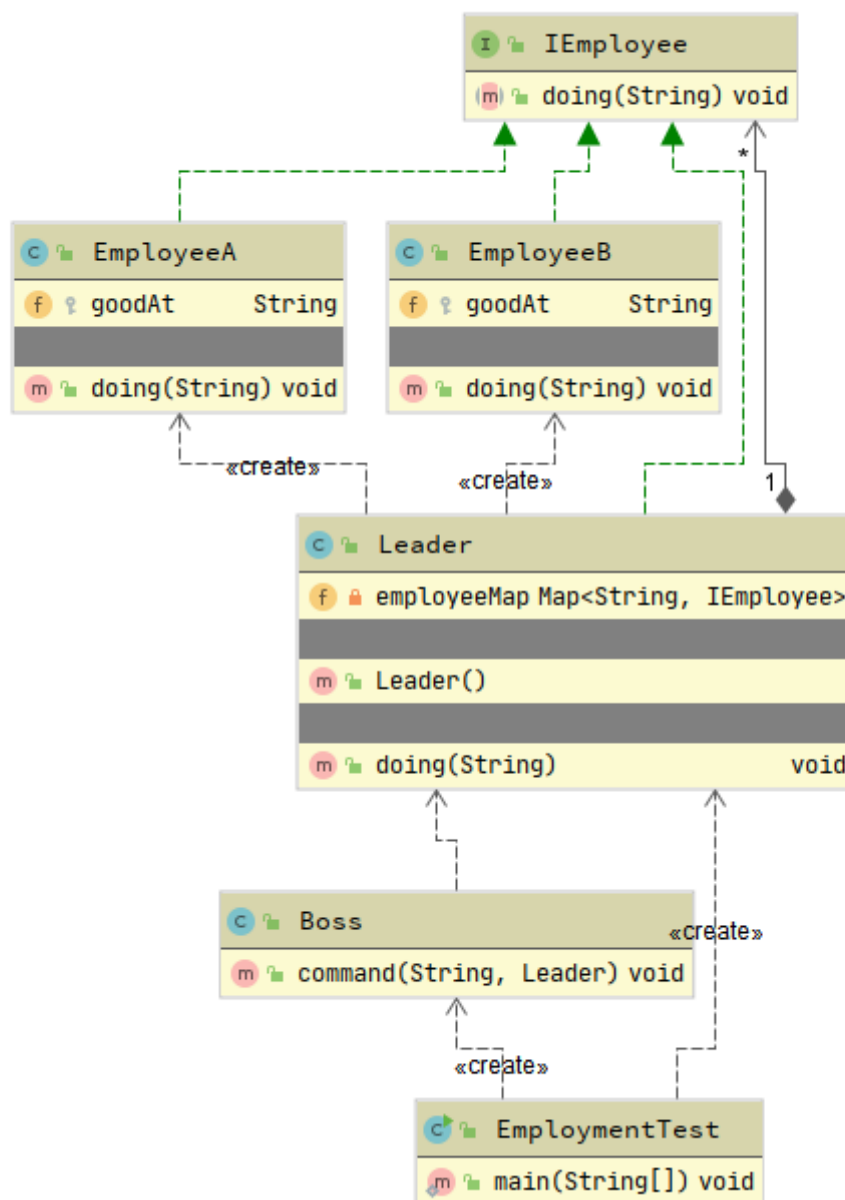 IEmployee
doing(String) void
*
EmployeeA
goodAt String
doing(String) void
EmployeeB
goodAt String
doing(String) void
«create»
«create»
1
Leader
employeeMap Map<String, IEmployee>
Leader()
doing(String) void
Boss
command(String, Leader) void
«create»
«create»
EmploymentTest
main(String[]) void